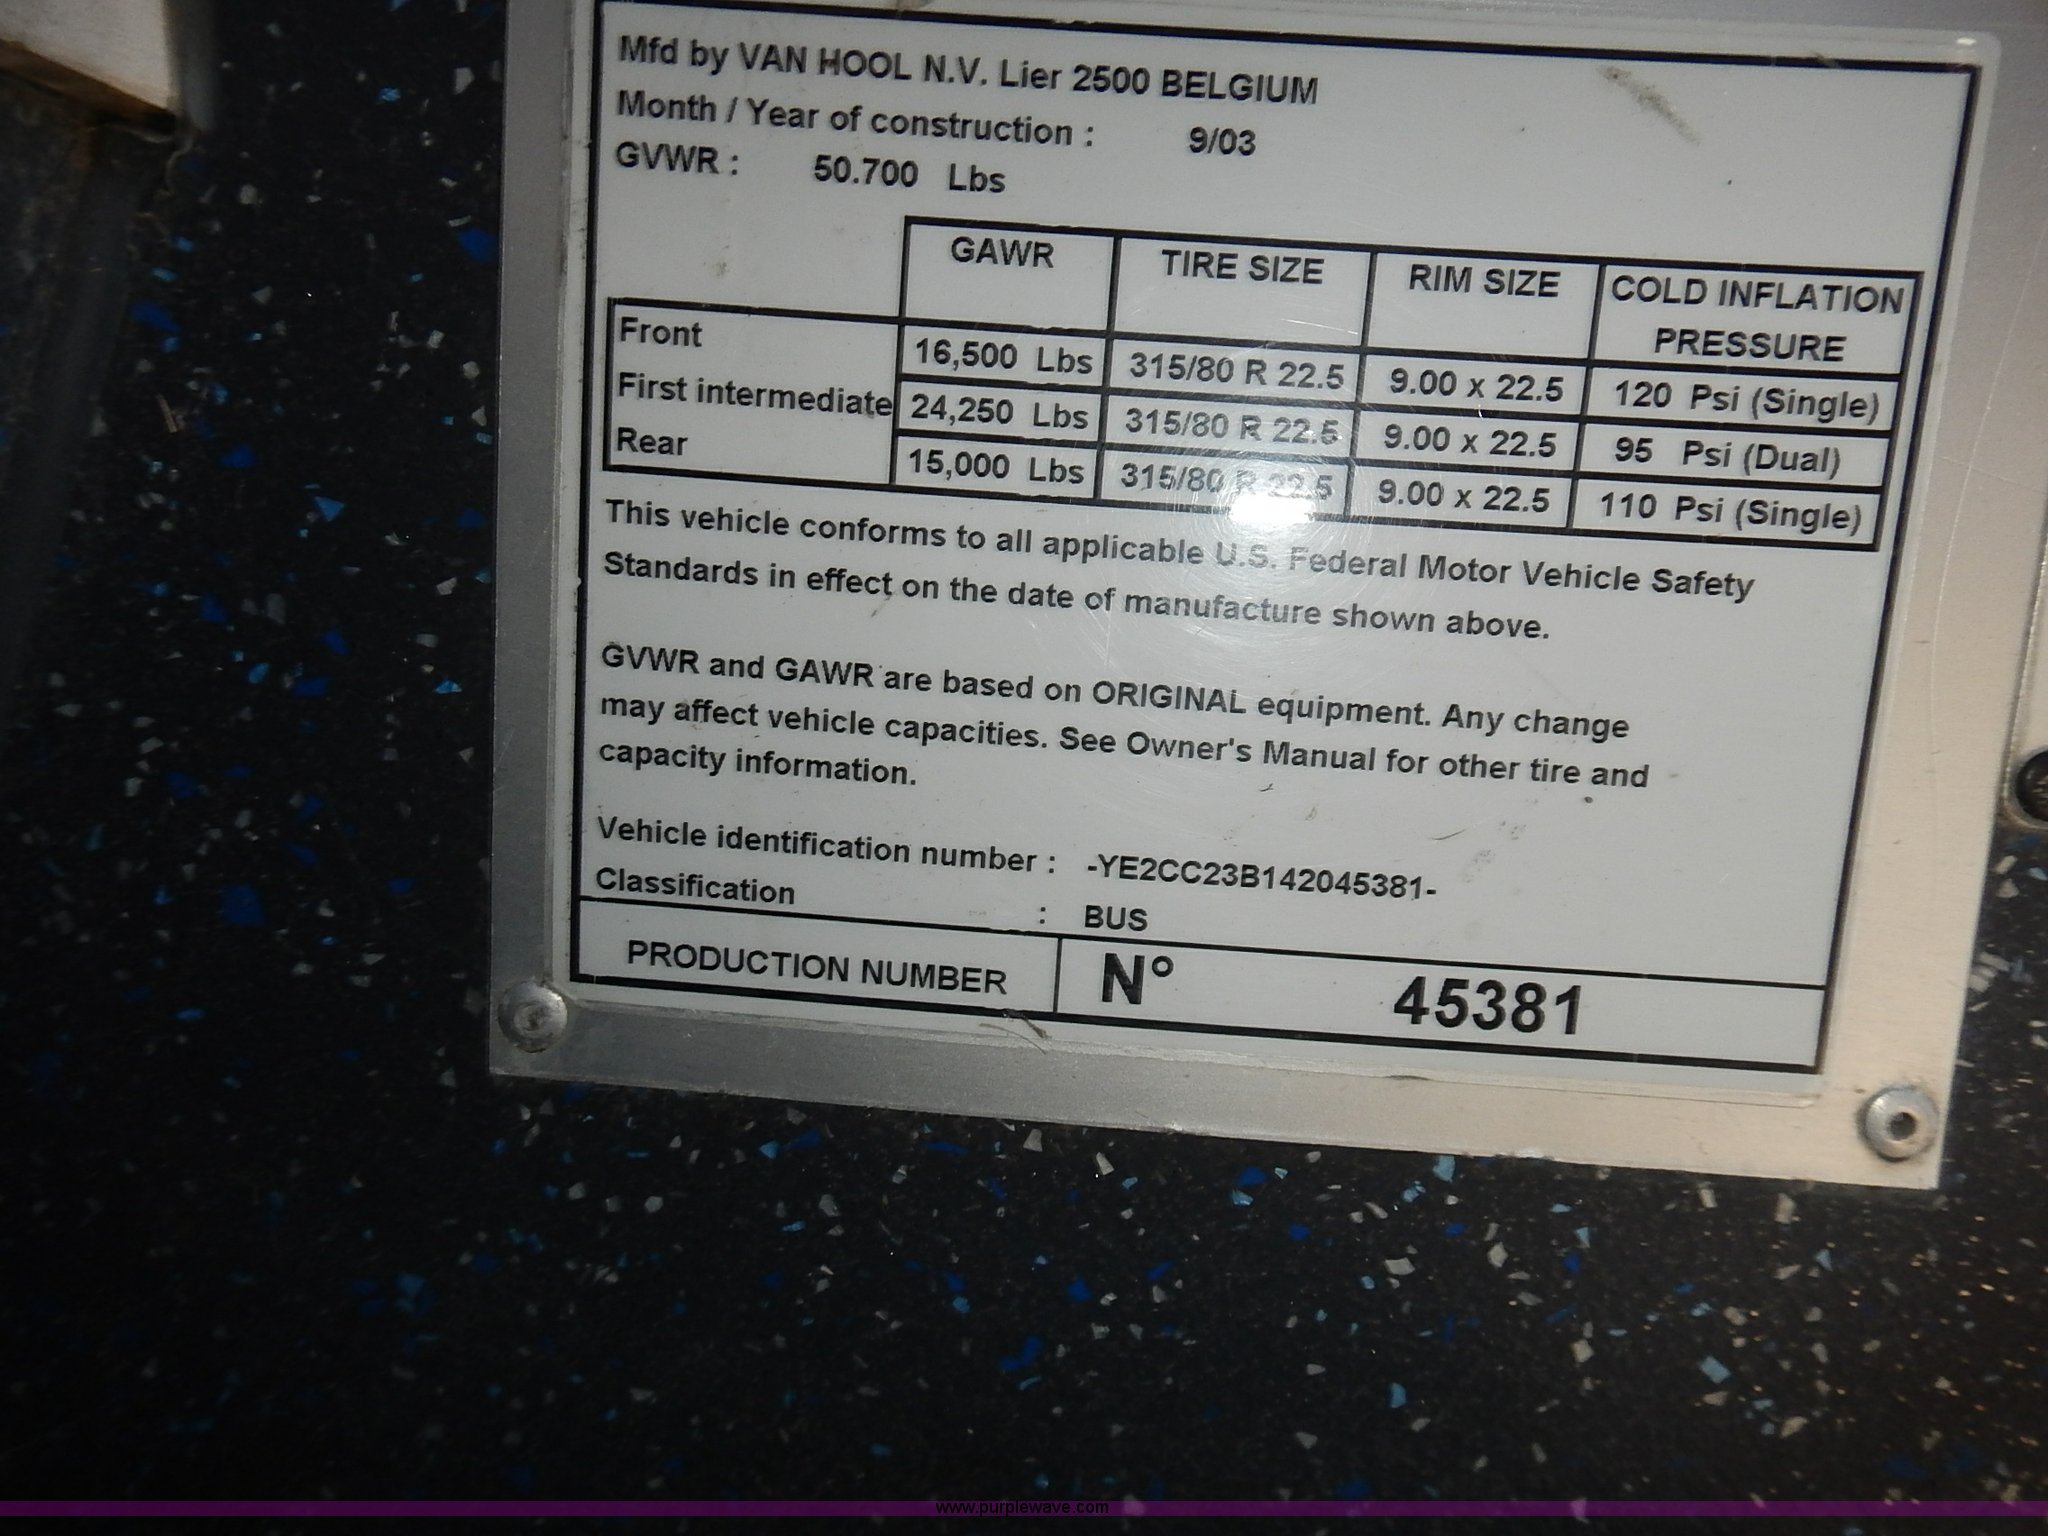 Mfd by VAN HOOL N.V. Lier 2500 BELGIUM
Month / Year of construction : 9/03
GVWR : 50.700 Lbs
GAWR TIRE SIZE RIM SIZE COLD INFLATION PRESSURE
Front 16,500 Lbs 315/80 R 22.5 9.00 x 22.5 120 Psi (Single)
First intermediate 24,250 Lbs 315/80 R 22.5 9.00 x 22.5 95 Psi (Dual)
Rear 15,000 Lbs 315/80 R 22.5 9.00 x 22.5 110 Psi (Single)
This vehicle conforms to all applicable U.S. Federal Motor Vehicle Safety
Standards in effect on the date of manufacture shown above.
GVWR and GAWR are based on ORIGINAL equipment. Any change
may affect vehicle capacities. See Owner's Manual for other tire and
capacity information.
Vehicle identification number : -YE2CC23B142045381-
Classification : BUS
PRODUCTION NUMBER N° 45381
www.purplewave.com